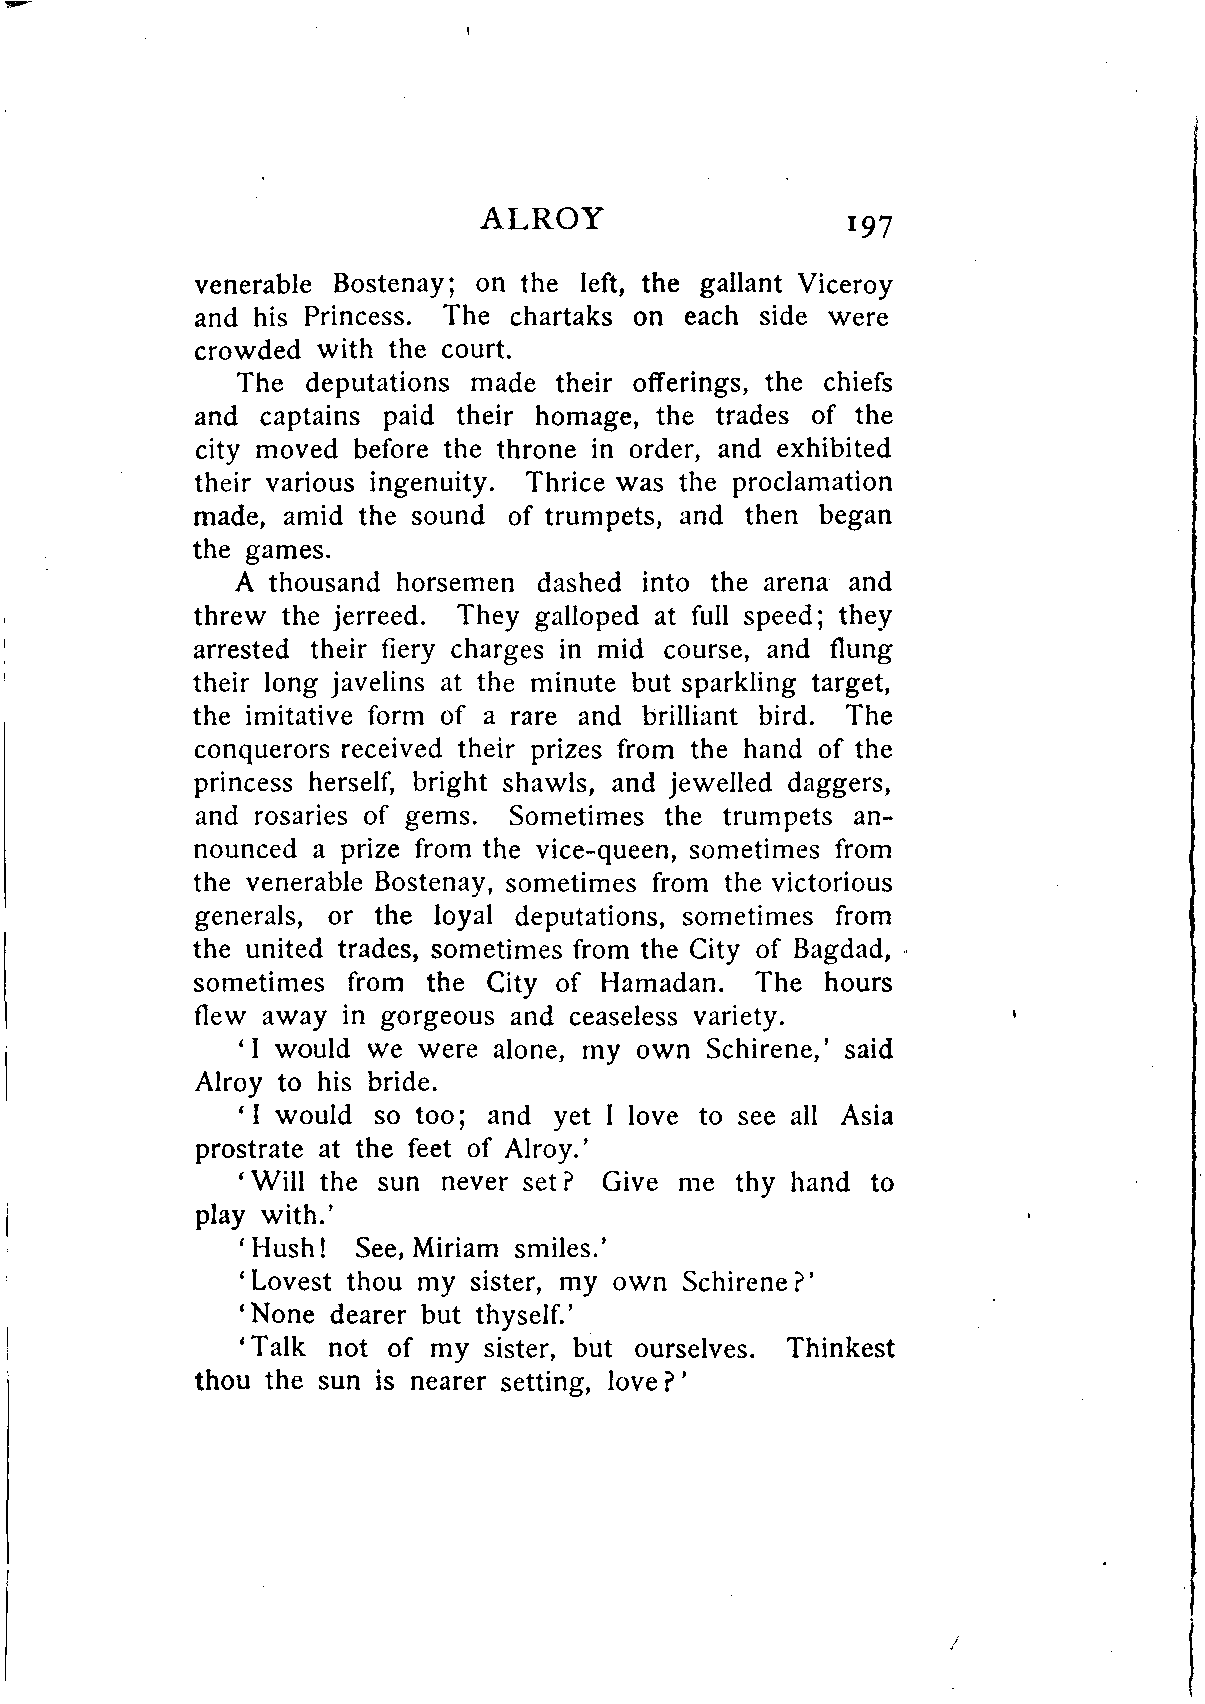 ALROY 197
venerable Bostenay; on the left, the gallant Viceroy
and his Princess. The chartaks on each side were
crowded with the court.
The deputations made their offerings, the chiefs
and captains paid their homage, the trades of the
city moved before the throne in order, and exhibited
their various ingenuity. Thrice was the proclamation
made, amid the sound of trumpets, and then began
the games.
A thousand horsemen dashed into the arena and
threw the jerreed. They galloped at full speed; they
arrested their fiery charges in mid course, and flung
their long javelins at the minute but sparkling target,
the imitative form of a rare and brilliant bird. The
conquerors received their prizes from the hand of the
princess herself, bright shawls, and jewelled daggers,
and rosaries of gems. Sometimes the trumpets an-
nounced a prize from the vice-queen, sometimes from
the venerable Bostenay, sometimes from the victorious
generals, or the loyal deputations, sometimes from
the united trades, sometimes from the City of Bagdad,
sometimes from the City of Hamadan. The hours
flew away in gorgeous and ceaseless variety.
‘I would we were alone, my own Schirene,’ said
Alroy to his bride.
‘I would so too; and yet I love to see all Asia
prostrate at the feet of Alroy.’
‘Will the sun never set? Give me thy hand to
play with.’
‘Hush! See, Miriam smiles.’
‘Lovest thou my sister, my own Schirene?’
‘None dearer but thyself.’
‘Talk not of my sister, but ourselves. Thinkest
thou the sun is nearer setting, love?’